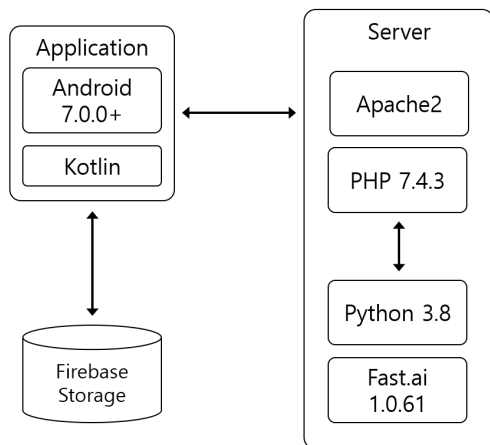 Application
Android
7.0.0+
Kotlin
Firebase
Storage
Server
Apache2
PHP 7.4.3
Python 3.8
Fast.ai
1.0.61